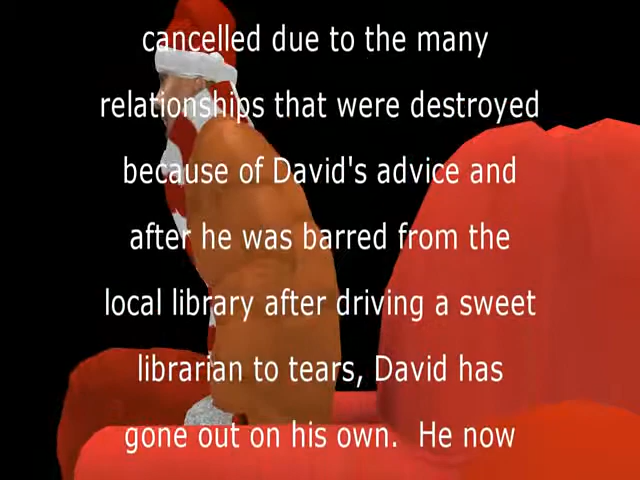 cancelled due to the many
relationships that were destroyed
because of David's advice and
after he was barred from the
local library after driving a sweet
librarian to tears, David has
gone out on his own.  He now